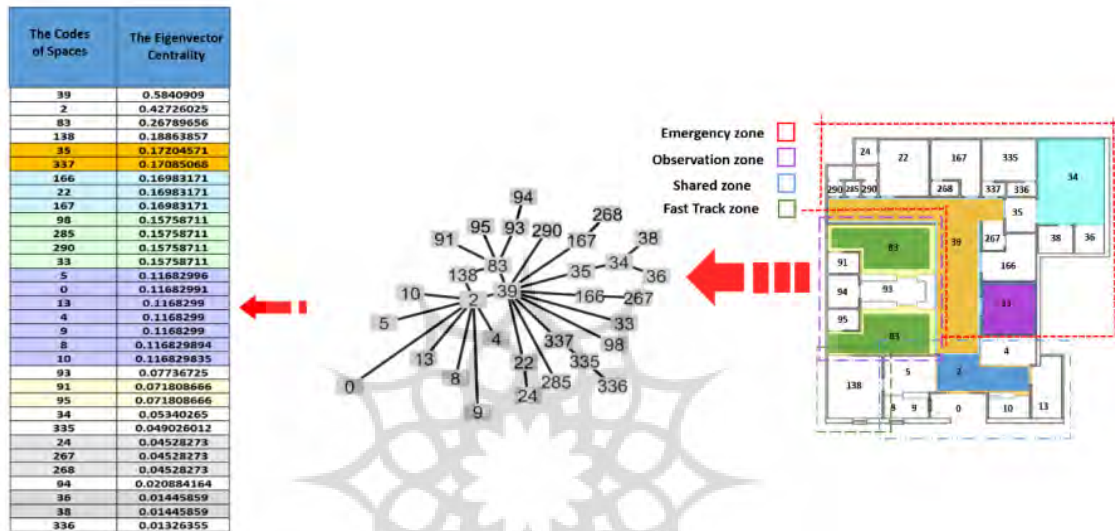 The Codes of Spaces The Eigenvector Centrality
39 0.5840909
2 0.42726025
83 0.26789656
138 0.18863857
35 0.17204571
337 0.17085068
166 0.16983171
22 0.16983171
167 0.16983171
98 0.15758711
285 0.15758711
290 0.15758711
33 0.15758711
5 0.11682996
0 0.11682991
13 0.1168299
4 0.1168299
9 0.1168299
8 0.116829894
10 0.116829835
93 0.07736725
91 0.071808666
95 0.071808666
34 0.05340265
335 0.049026012
24 0.04528273
267 0.04528273
268 0.04528273
94 0.020884164
36 0.01445859
38 0.01445859
336 0.01326355
94
268
95 93 290
91 167 38
83 35 34 36
138
10 2 39 166 267
5 33
4 337 98
13 22 335
0 8 285 336
24
9
Emergency zone
Observation zone
Shared zone
Fast Track zone
24 22 167 335
34
290 285 290 268 337 336
35
83 39 267 38 36
91 166
94 93
95 33
83
4
138 5 2
8 9 0 10 13